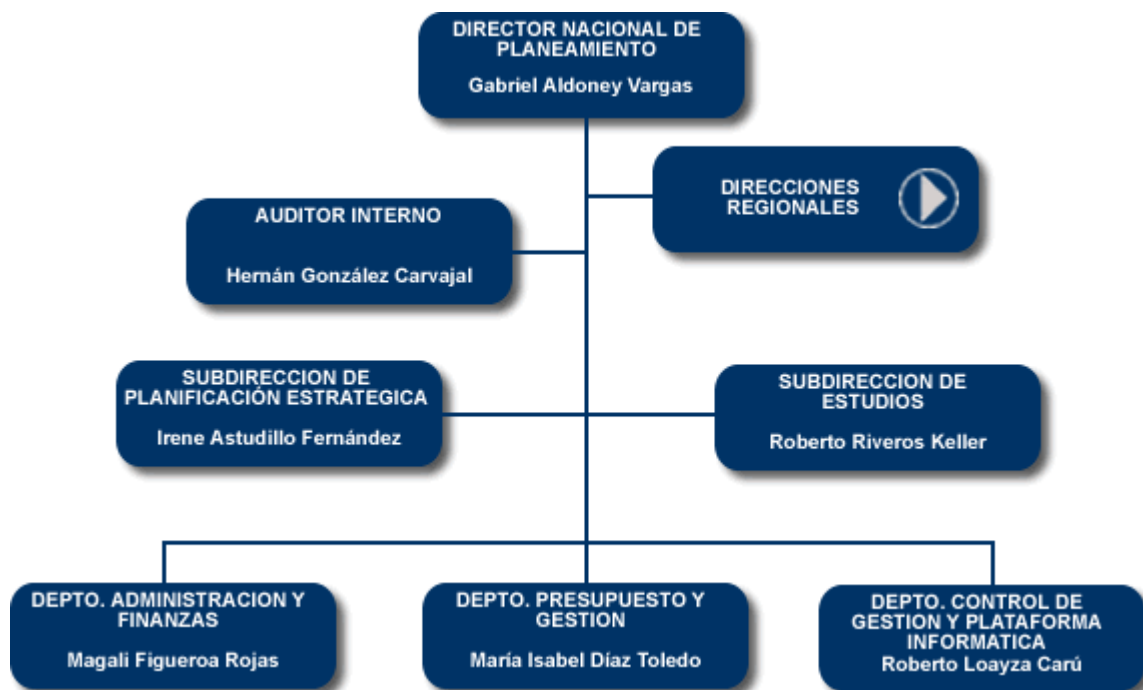 DIRECTOR NACIONAL DE
PLANEAMIENTO
Gabriel Aldoney Vargas
DIRECCIONES
REGIONALES
AUDITOR INTERNO
Hernán González Carvajal
SUBDIRECCION DE
PLANIFICACIÓN ESTRATEGICA
Irene Astudillo Fernández
SUBDIRECCION DE
ESTUDIOS
Roberto Riveros Keller
DEPTO. ADMINISTRACION Y
FINANZAS
Magali Figueroa Rojas
DEPTO. PRESUPUESTO Y
GESTION
María Isabel Díaz Toledo
DEPTO. CONTROL DE
GESTION Y PLATAFORMA
INFORMATICA
Roberto Loayza Carú